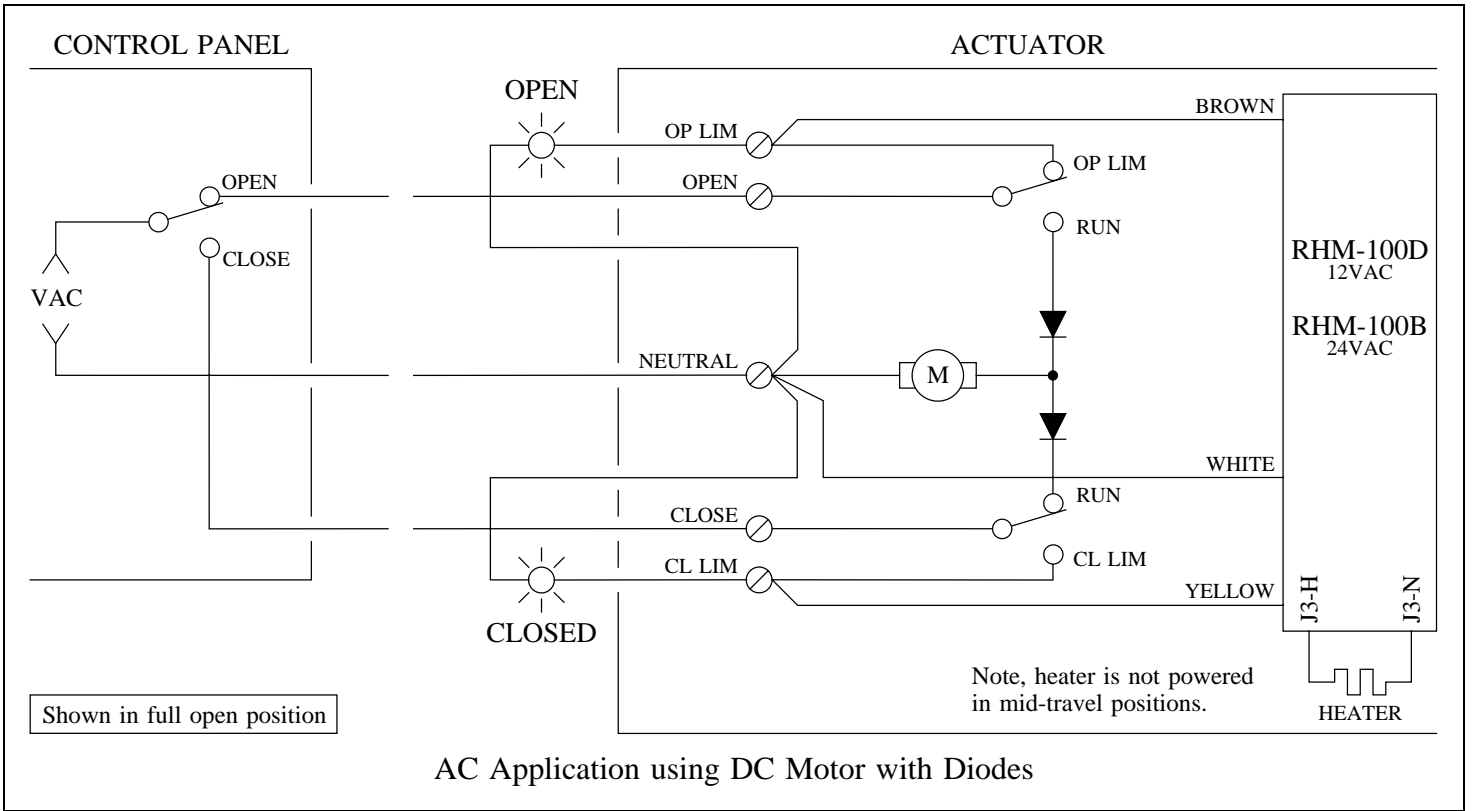 CONTROL PANEL
ACTUATOR
OPEN
BROWN
OP LIM
OP LIM
OPEN
OPEN
RUN
CLOSE
RHM-100D
12VAC
VAC
RHM-100B
24VAC
NEUTRAL
M
WHITE
RUN
CLOSE
CL LIM
CL LIM
YELLOW
J3-H
J3-N
CLOSED
Note, heater is not powered
in mid-travel positions.
HEATER
Shown in full open position
AC Application using DC Motor with Diodes